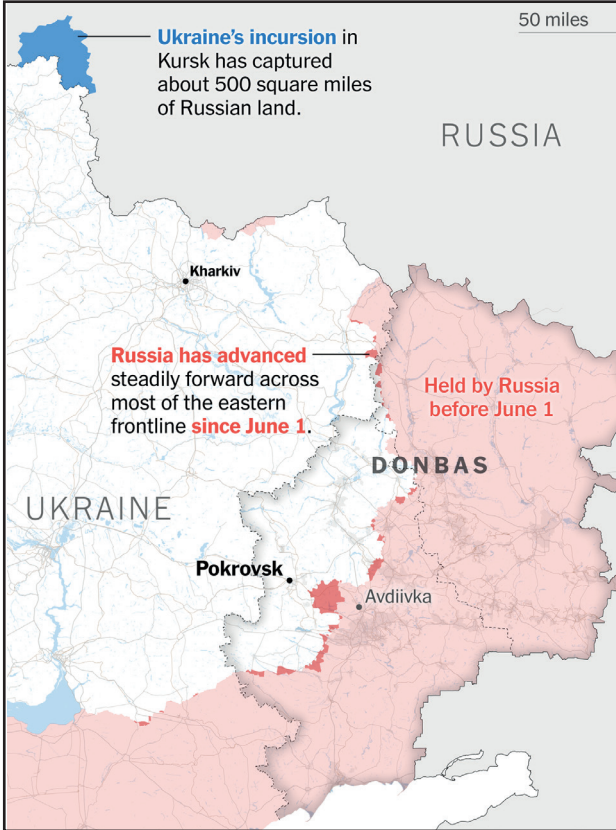 50 miles
Ukraine's incursion in
Kursk has captured
about 500 square miles
of Russian land.
RUSSIA
Kharkiv
Russia has advanced
steadily forward across
most of the eastern
frontline since June 1.
Held by Russia
before June 1
DONBAS
UKRAINE
Pokrovsk
Avdiivka